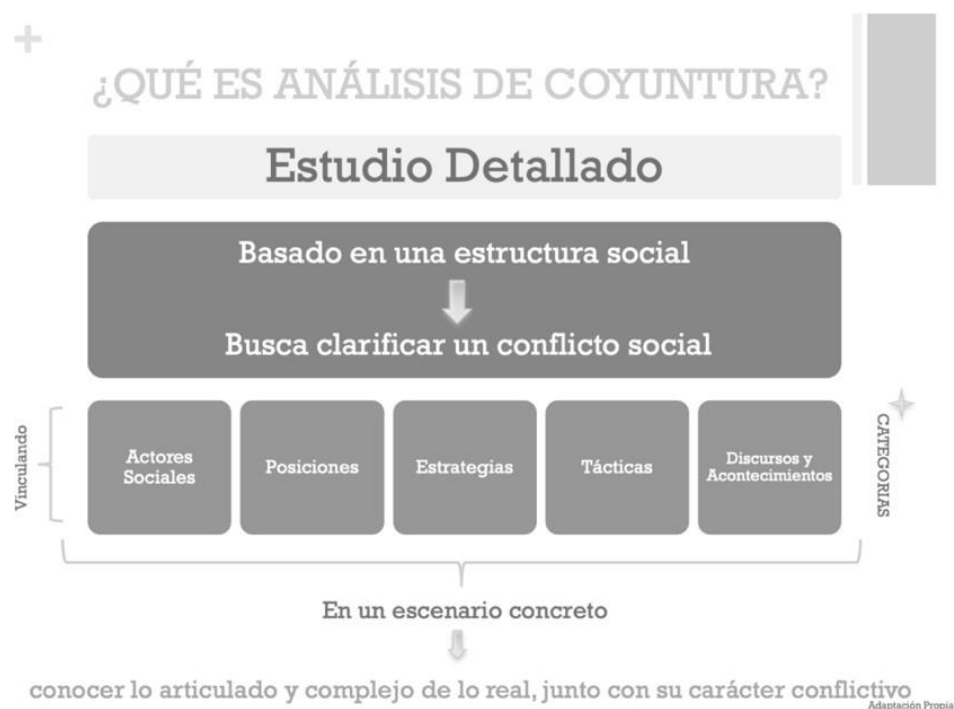 ¿QUÉ ES ANÁLISIS DE COYUNTURA?
Estudio Detallado
Basado en una estructura social
Busca clarificar un conflicto social
Vinculando
Actores
Sociales
Posiciones
Estrategias
Tácticas
Discursos y
Acontecimientos
CATEGORIAS
En un escenario concreto
conocer lo articulado y complejo de lo real, junto con su carácter conflictivo
Adaptación Propia